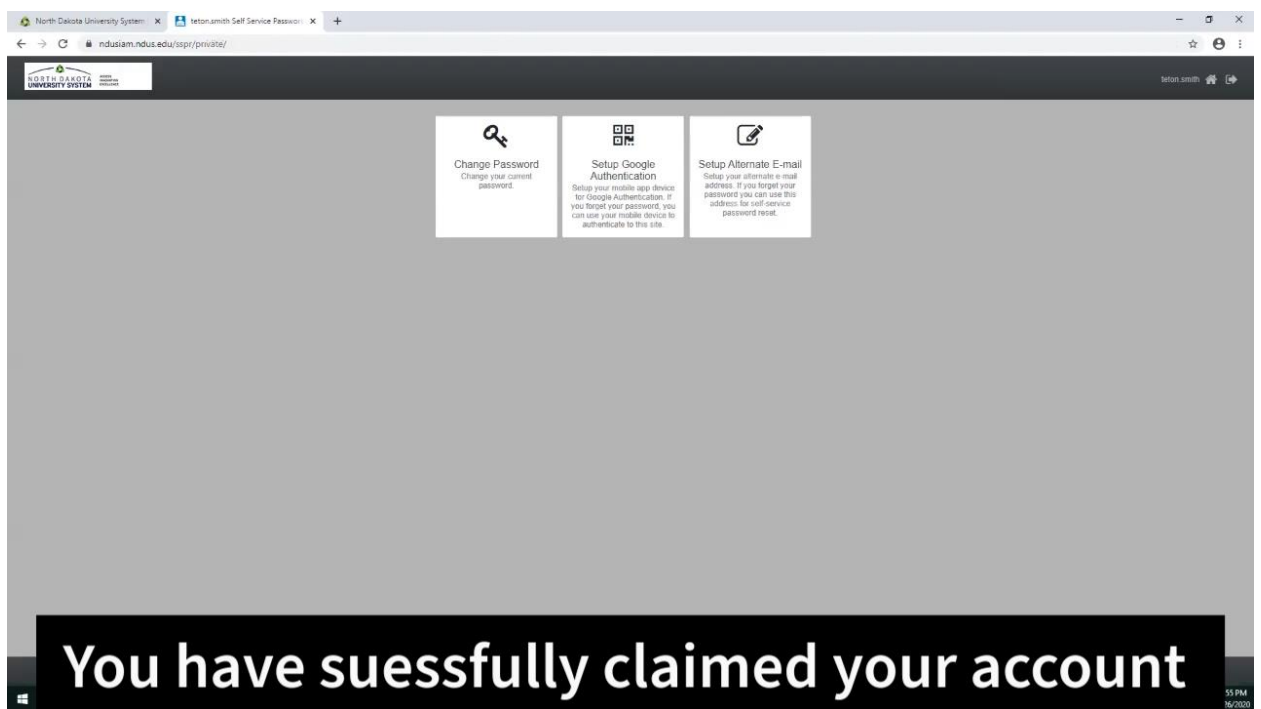 North Dakota University System
teton.smith Self Service Passwor
ndusiam.ndus.edu/sspr/private/
NORTH DAKOTA
UNIVERSITY SYSTEM
teton.smith
Change Password
Change your current
password.
Setup Google
Authentication
Setup your mobile app device
for Google Authentication. If
you forget your password, you
can use your mobile device to
authenticate to this site.
Setup Alternate E-mail
Setup your alternate e-mail
address. If you forget your
password you can use this
address for self-service
password reset.
You have suessfully claimed your account
55 PM
26/2020